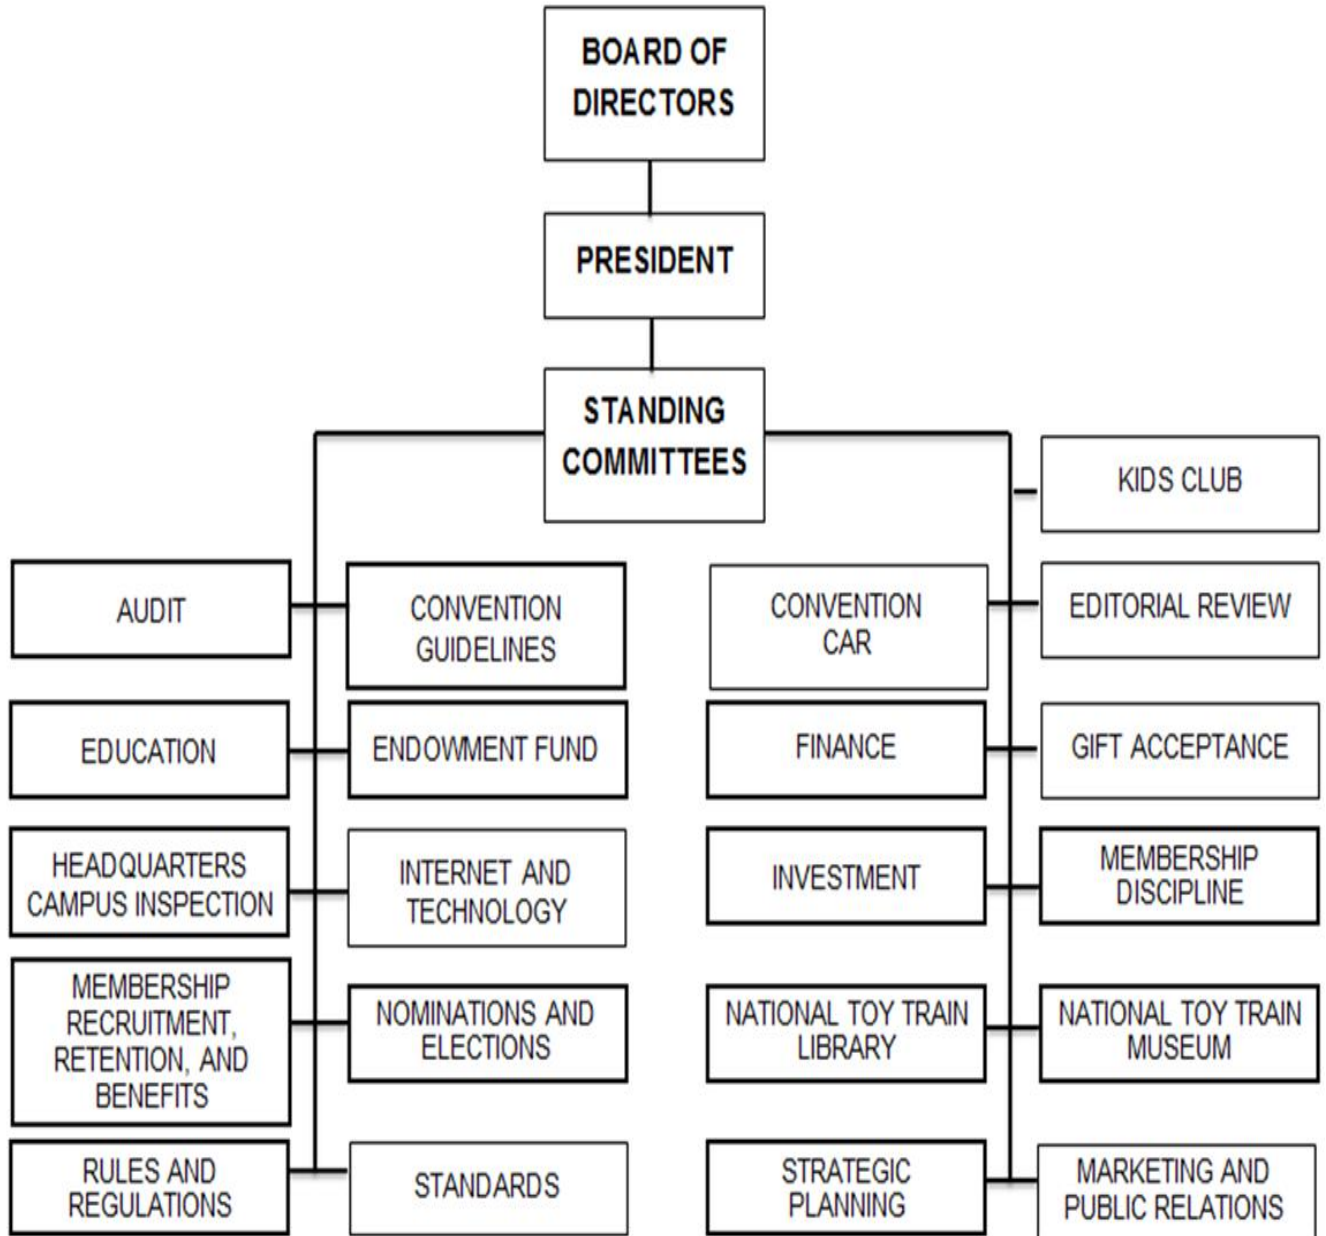 BOARD OF
DIRECTORS
PRESIDENT
STANDING
COMMITTEES
KIDS CLUB
AUDIT
CONVENTION
GUIDELINES
CONVENTION
CAR
EDITORIAL REVIEW
EDUCATION
ENDOWMENT FUND
FINANCE
GIFT ACCEPTANCE
HEADQUARTERS
CAMPUS INSPECTION
INTERNET AND
TECHNOLOGY
INVESTMENT
MEMBERSHIP
DISCIPLINE
MEMBERSHIP
RECRUITMENT,
RETENTION, AND
BENEFITS
NOMINATIONS AND
ELECTIONS
NATIONAL TOY TRAIN
LIBRARY
NATIONAL TOY TRAIN
MUSEUM
RULES AND
REGULATIONS
STANDARDS
STRATEGIC
PLANNING
MARKETING AND
PUBLIC RELATIONS